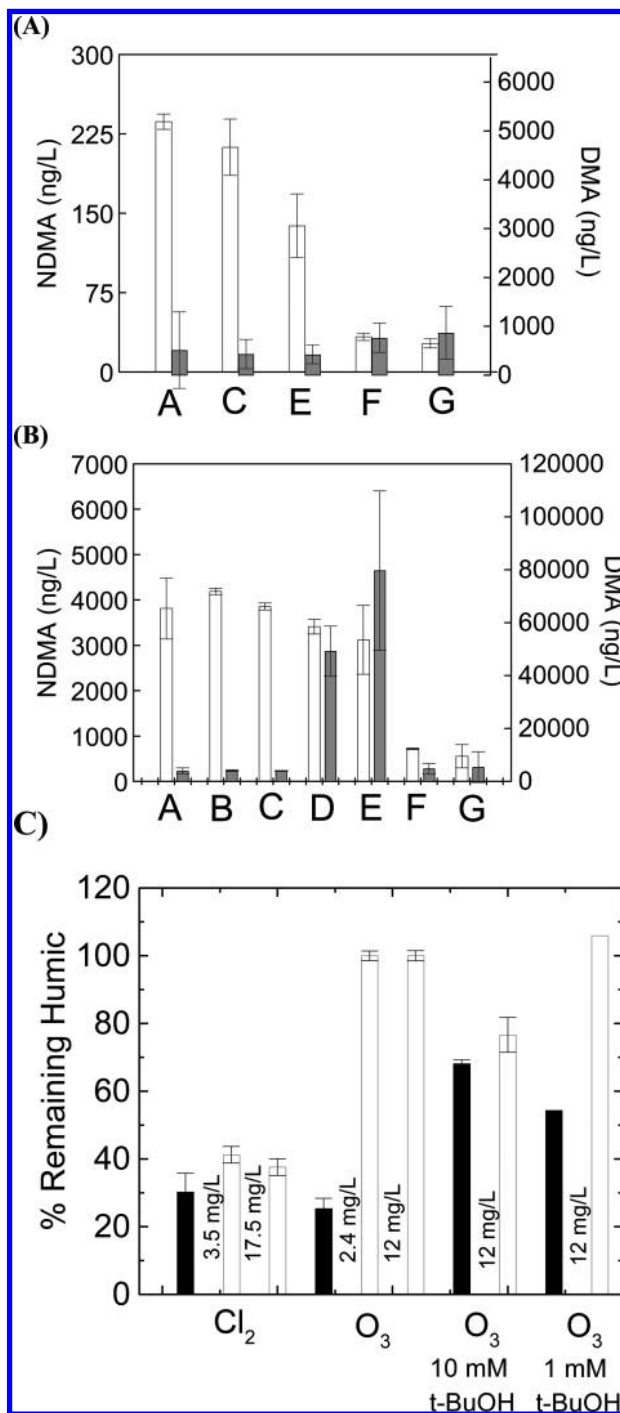 (A)
300
225
150
75
0
NDMA (ng/L)
6000
5000
4000
3000
2000
1000
0
DMA (ng/L)
A C E F G
(B)
7000
6000
5000
4000
3000
2000
1000
0
NDMA (ng/L)
120000
100000
80000
60000
40000
20000
0
DMA (ng/L)
A B C D E F G
C)
120
100
80
60
40
20
0
% Remaining Humic
3.5 mg/L
17.5 mg/L
2.4 mg/L
12 mg/L
12 mg/L
12 mg/L
Cl₂ O₃ O₃ O₃
10 mM 1 mM
t-BuOH t-BuOH